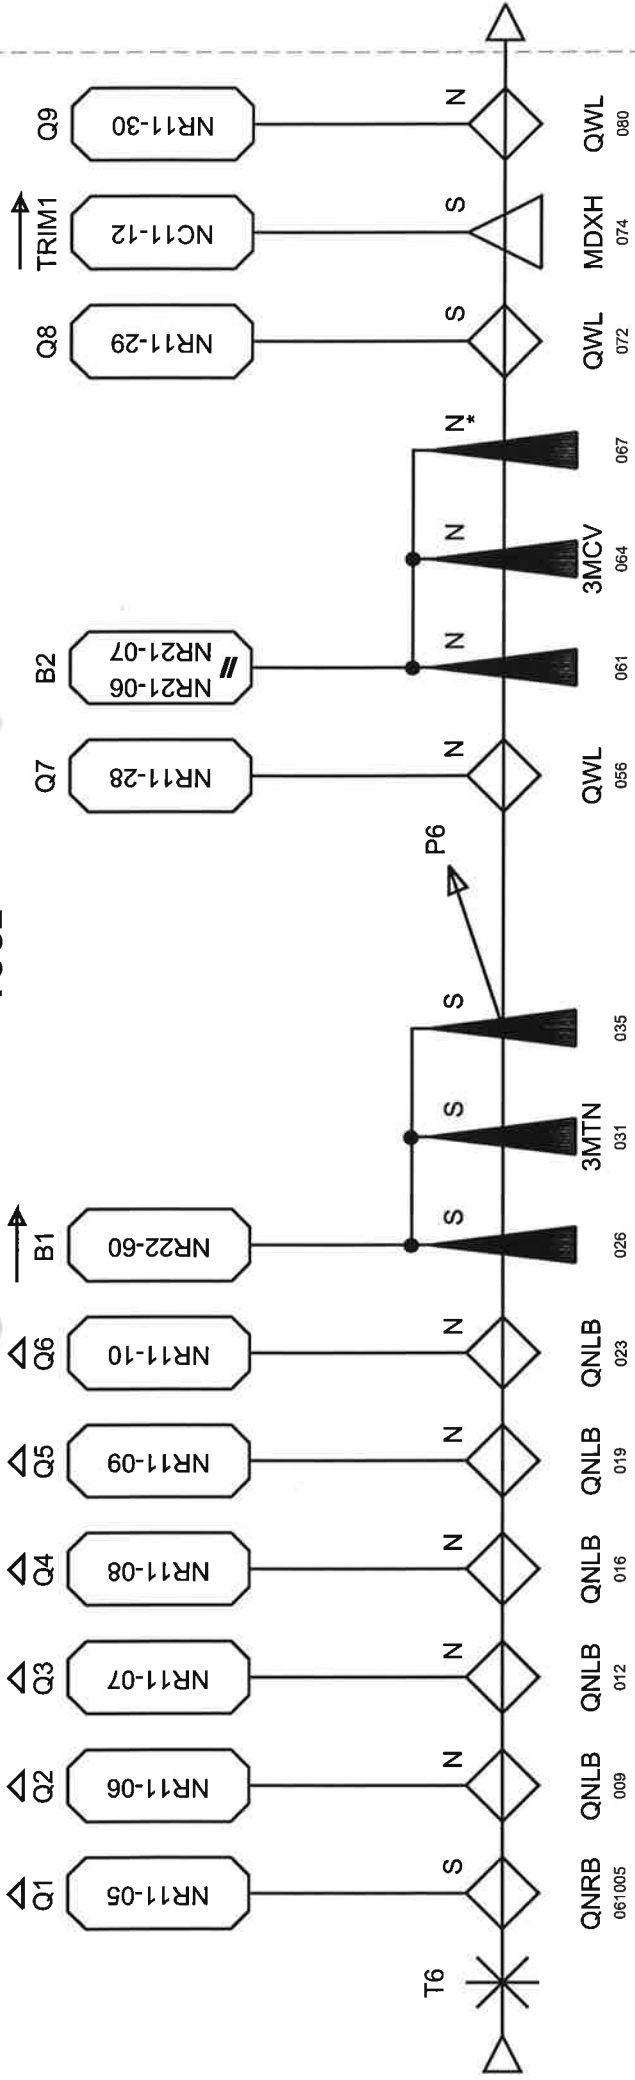 Q1 Q2 Q3 Q4 Q5 Q6 B1 Q7 B2 Q8 TRIM1 Q9
NR11-05
NR11-06
NR11-07
NR11-08
NR11-09
NR11-10
NR22-60
NR11-28
NR21-06
NR21-07
//
NR11-29
NC11-12
NR11-30
T6 S N N N N N S S S P6 N N N N* S S N
QNRB QNLB QNLB QNLB QNLB QNLB 3MTN QWL 3MCV QWL MDXH QWL
061005 009 012 016 019 023 026 031 035 056 061 064 067 072 074 080